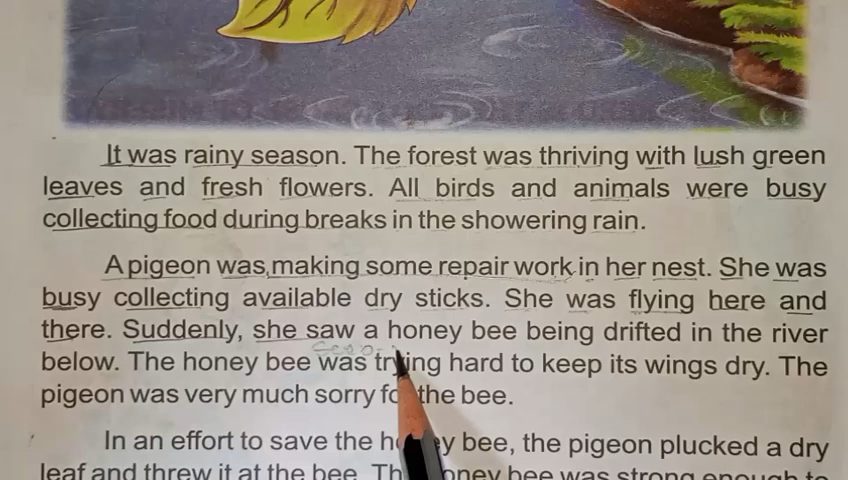 It was rainy season. The forest was thriving with lush green
leaves and fresh flowers. All birds and animals were busy
collecting food during breaks in the showering rain.
A pigeon was making some repair work in her nest. She was
busy collecting available dry sticks. She was flying here and
there. Suddenly, she saw a honey bee being drifted in the river
below. The honey bee was trying hard to keep its wings dry. The
pigeon was very much sorry the bee.
In an effort to save the bee, the pigeon plucked a dry
leaf and threw it at the bee. honey bee was strong enough to